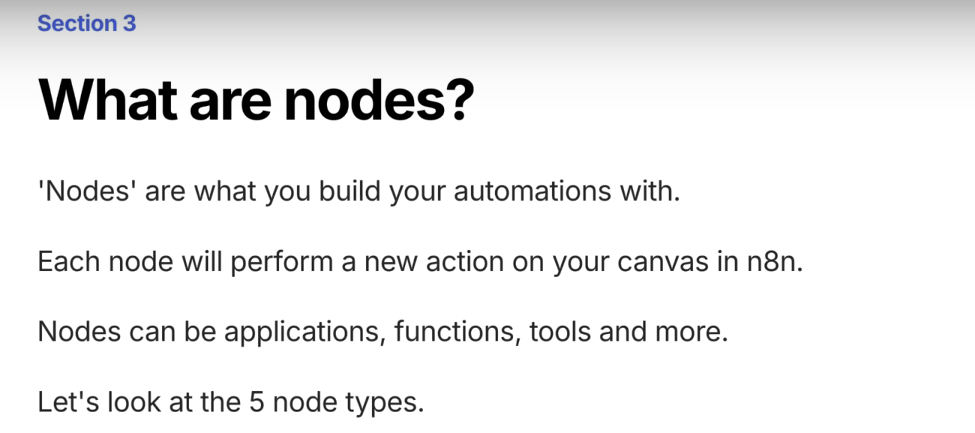 Section 3
What are nodes?
'Nodes' are what you build your automations with.
Each node will perform a new action on your canvas in n8n.
Nodes can be applications, functions, tools and more.
Let's look at the 5 node types.